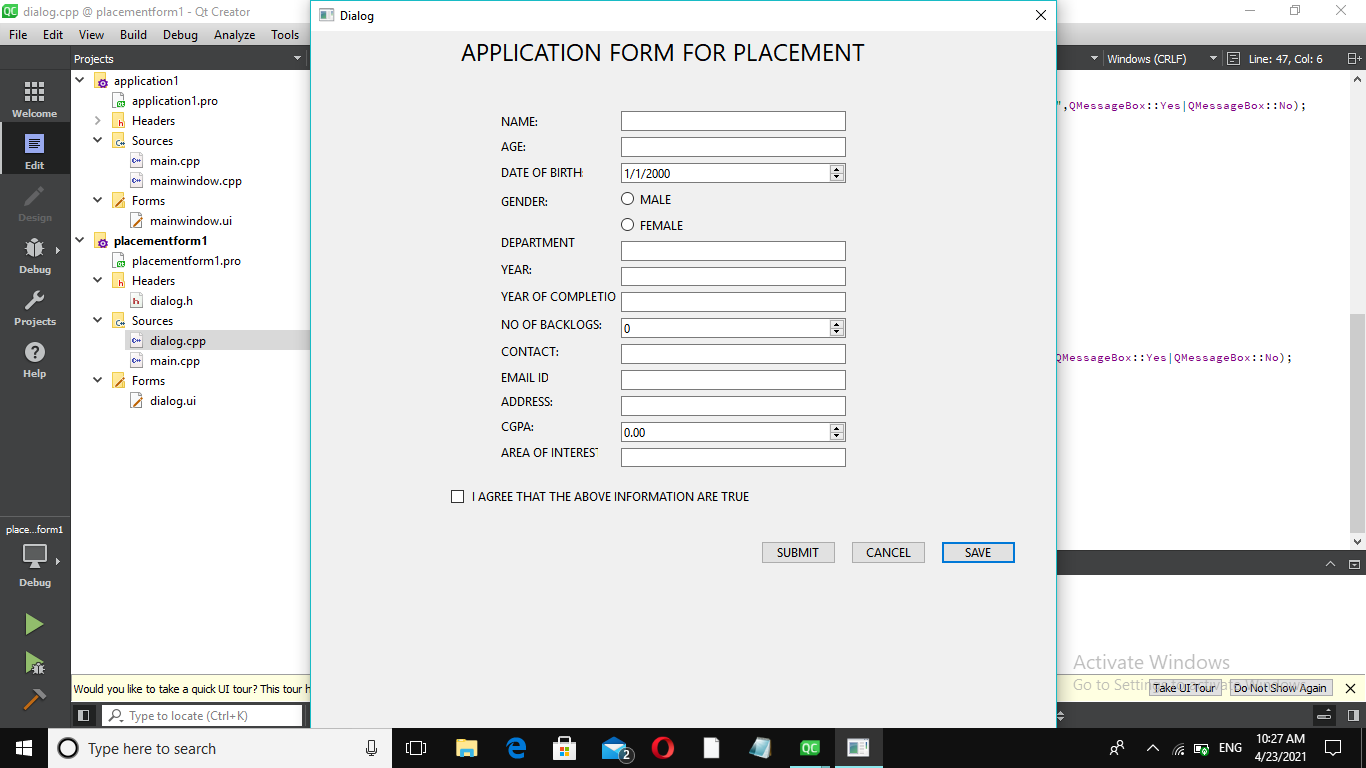 dialog.cpp @ placementform1 - Qt Creator
File Edit View Build Debug Analyze Tools
Projects
Welcome
Edit
Design
Debug
Projects
Help
place...form1
Debug
application1
application1.pro
Headers
Sources
main.cpp
mainwindow.cpp
Forms
mainwindow.ui
placementform1
placementform1.pro
Headers
dialog.h
Sources
dialog.cpp
main.cpp
Forms
dialog.ui
Dialog
APPLICATION FORM FOR PLACEMENT
NAME:
AGE:
DATE OF BIRTH:
1/1/2000
GENDER:
MALE
FEMALE
DEPARTMENT
YEAR:
YEAR OF COMPLETIO
NO OF BACKLOGS:
0
CONTACT:
EMAIL ID
ADDRESS:
CGPA:
0.00
AREA OF INTEREST
I AGREE THAT THE ABOVE INFORMATION ARE TRUE
SUBMIT CANCEL SAVE
Windows (CRLF) Line: 47, Col: 6
",QMessageBox::Yes|QMessageBox::No);
QMessageBox::Yes|QMessageBox::No);
Activate Windows
Go to Settings to activate Windows.
Would you like to take a quick UI tour? This tour h
Take UI Tour Do Not Show Again
Type to locate (Ctrl+K)
Type here to search
2
ENG
10:27 AM
4/23/2021